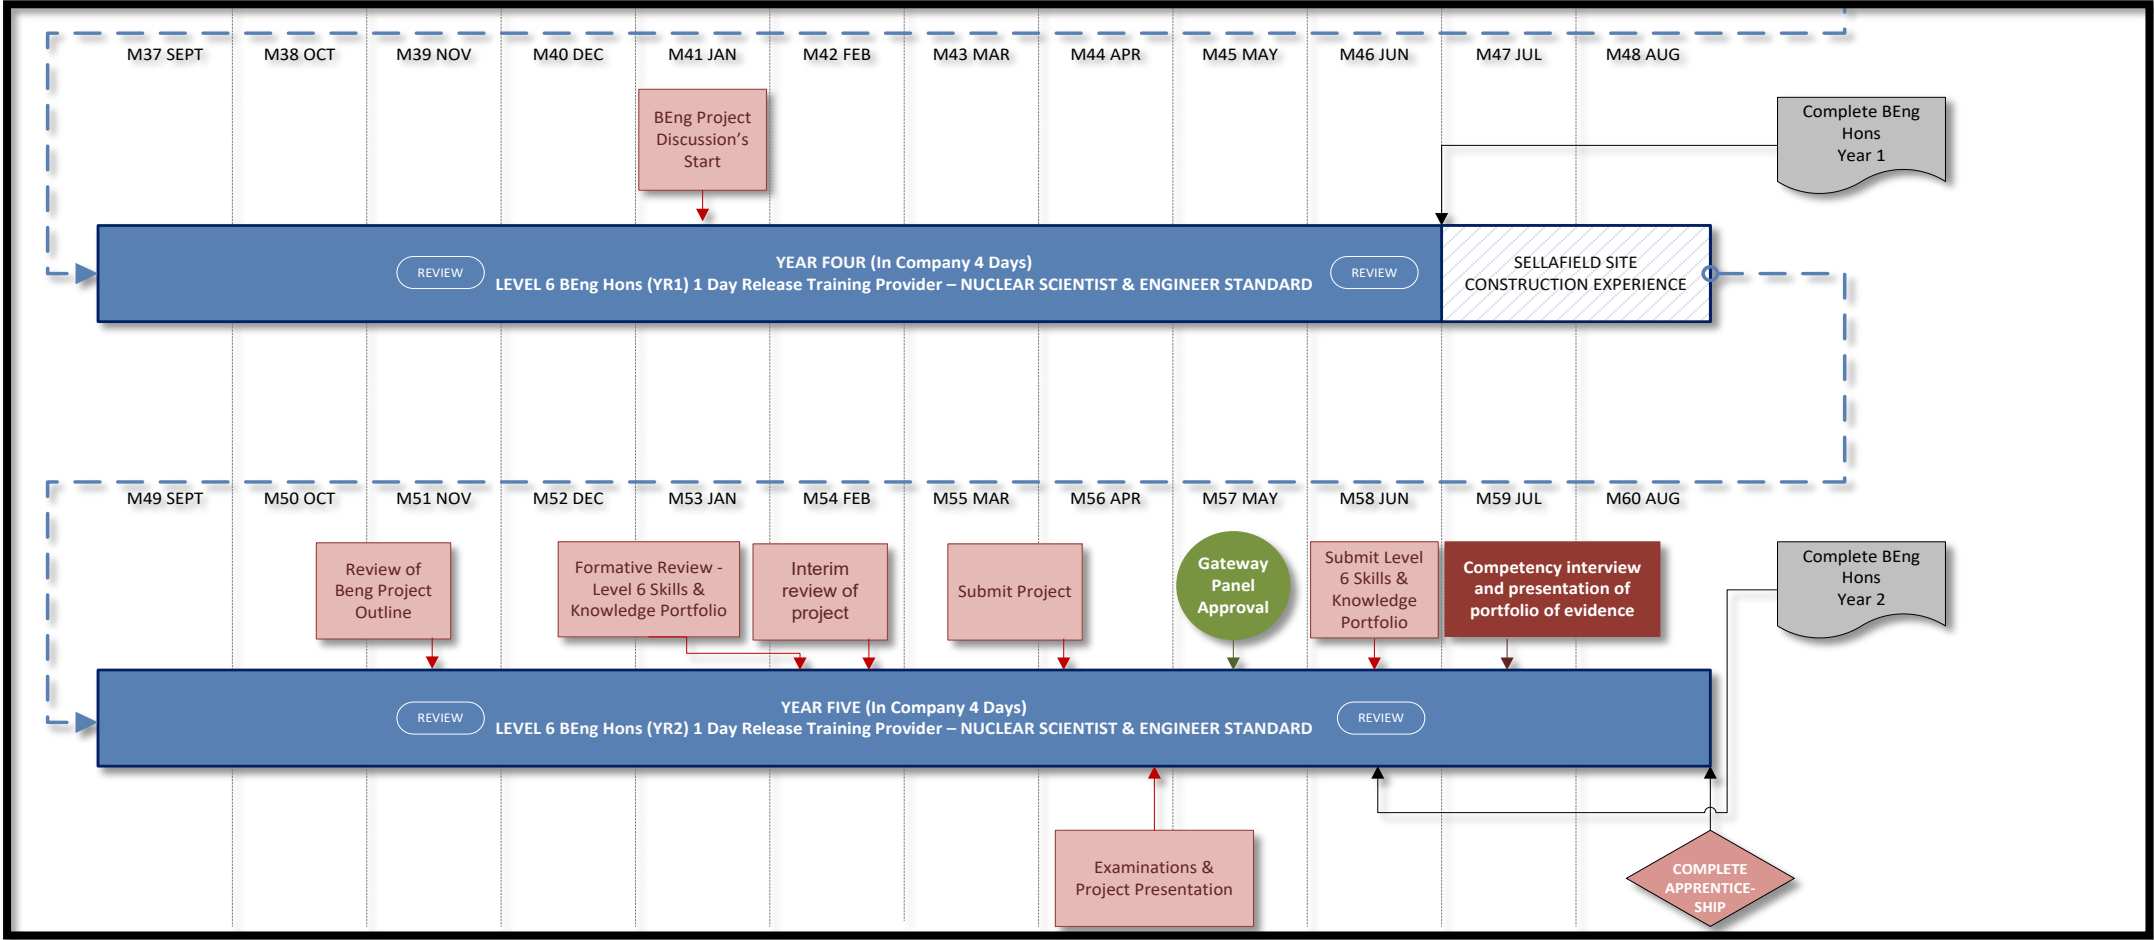 M37 SEPT
M38 OCT
M39 NOV
M40 DEC
M41 JAN
M42 FEB
M43 MAR
M44 APR
M45 MAY
M46 JUN
M47 JUL
M48 AUG
BEng Project
Discussion's
Start
Complete BEng
Hons
Year 1
REVIEW
YEAR FOUR (In Company 4 Days)
LEVEL 6 BEng Hons (YR1) 1 Day Release Training Provider – NUCLEAR SCIENTIST & ENGINEER STANDARD
REVIEW
SELLAFIELD SITE
CONSTRUCTION EXPERIENCE
M49 SEPT
M50 OCT
M51 NOV
M52 DEC
M53 JAN
M54 FEB
M55 MAR
M56 APR
M57 MAY
M58 JUN
M59 JUL
M60 AUG
Review of
Beng Project
Outline
Formative Review -
Level 6 Skills &
Knowledge Portfolio
Interim
review of
project
Submit Project
Gateway
Panel
Approval
Submit Level
6 Skills &
Knowledge
Portfolio
Competency interview
and presentation of
portfolio of evidence
Complete BEng
Hons
Year 2
REVIEW
YEAR FIVE (In Company 4 Days)
LEVEL 6 BEng Hons (YR2) 1 Day Release Training Provider – NUCLEAR SCIENTIST & ENGINEER STANDARD
REVIEW
Examinations &
Project Presentation
COMPLETE
APPRENTICE-
SHIP